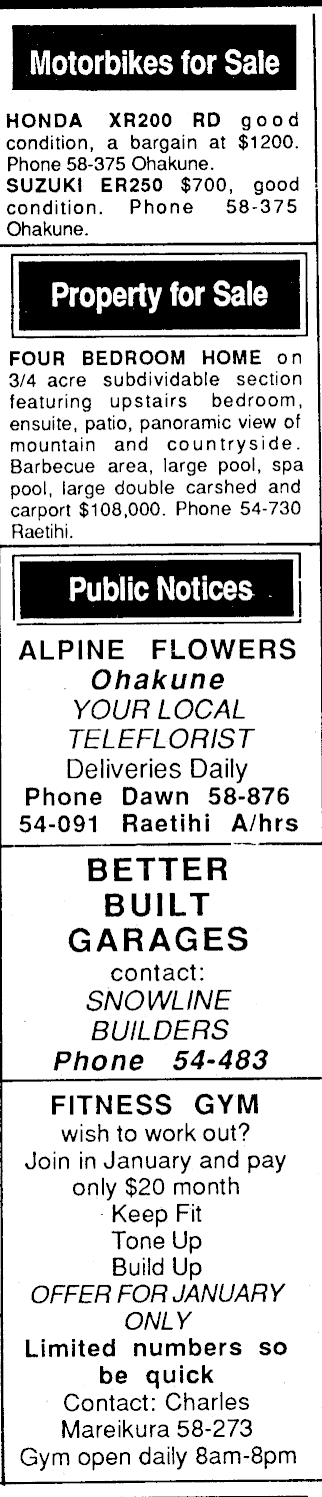 Motorbikes for Sale
HONDA XR200 RD good
condition, a bargain at $1200.
Phone 58-375 Ohakune.
SUZUKI ER250 $700, good
condition. Phone 58-375
Ohakune.
Property for Sale
FOUR BEDROOM HOME on
3/4 acre subdividable section
featuring upstairs bedroom,
ensuite, patio, panoramic view of
mountain and countryside.
Barbecue area, large pool, spa
pool, large double carshed and
carport $108,000. Phone 54-730
Raetihi.
Public Notices
ALPINE FLOWERS
Ohakune
YOUR LOCAL
TELEFLORIST
Deliveries Daily
Phone Dawn 58-876
54-091 Raetihi A/hrs
BETTER
BUILT
GARAGES
contact:
SNOWLINE
BUILDERS
Phone 54-483
FITNESS GYM
wish to work out?
Join in January and pay
only $20 month
Keep Fit
Tone Up
Build Up
OFFER FOR JANUARY
ONLY
Limited numbers so
be quick
Contact: Charles
Mareikura 58-273
Gym open daily 8am-8pm